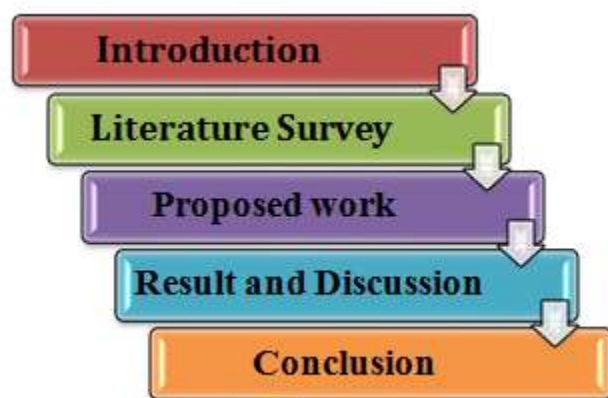 Introduction
Literature Survey
Proposed work
Result and Discussion
Conclusion